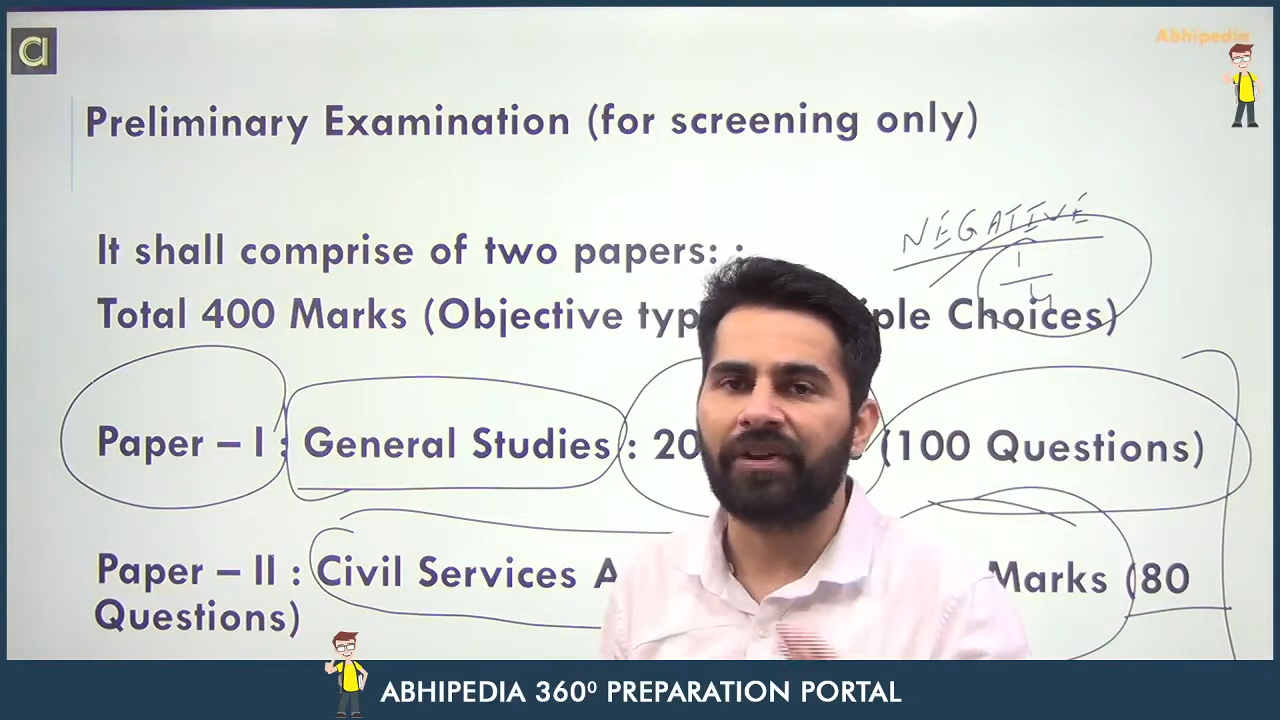 Abhipedia
Preliminary Examination (for screening only)
NEGATIVE
1/4
It shall comprise of two papers: :
Total 400 Marks (Objective typ ple Choices)
Paper – I : General Studies : 20 (100 Questions)
Paper – II : Civil Services A Marks (80
Questions)
ABHIPEDIA 360⁰ PREPARATION PORTAL